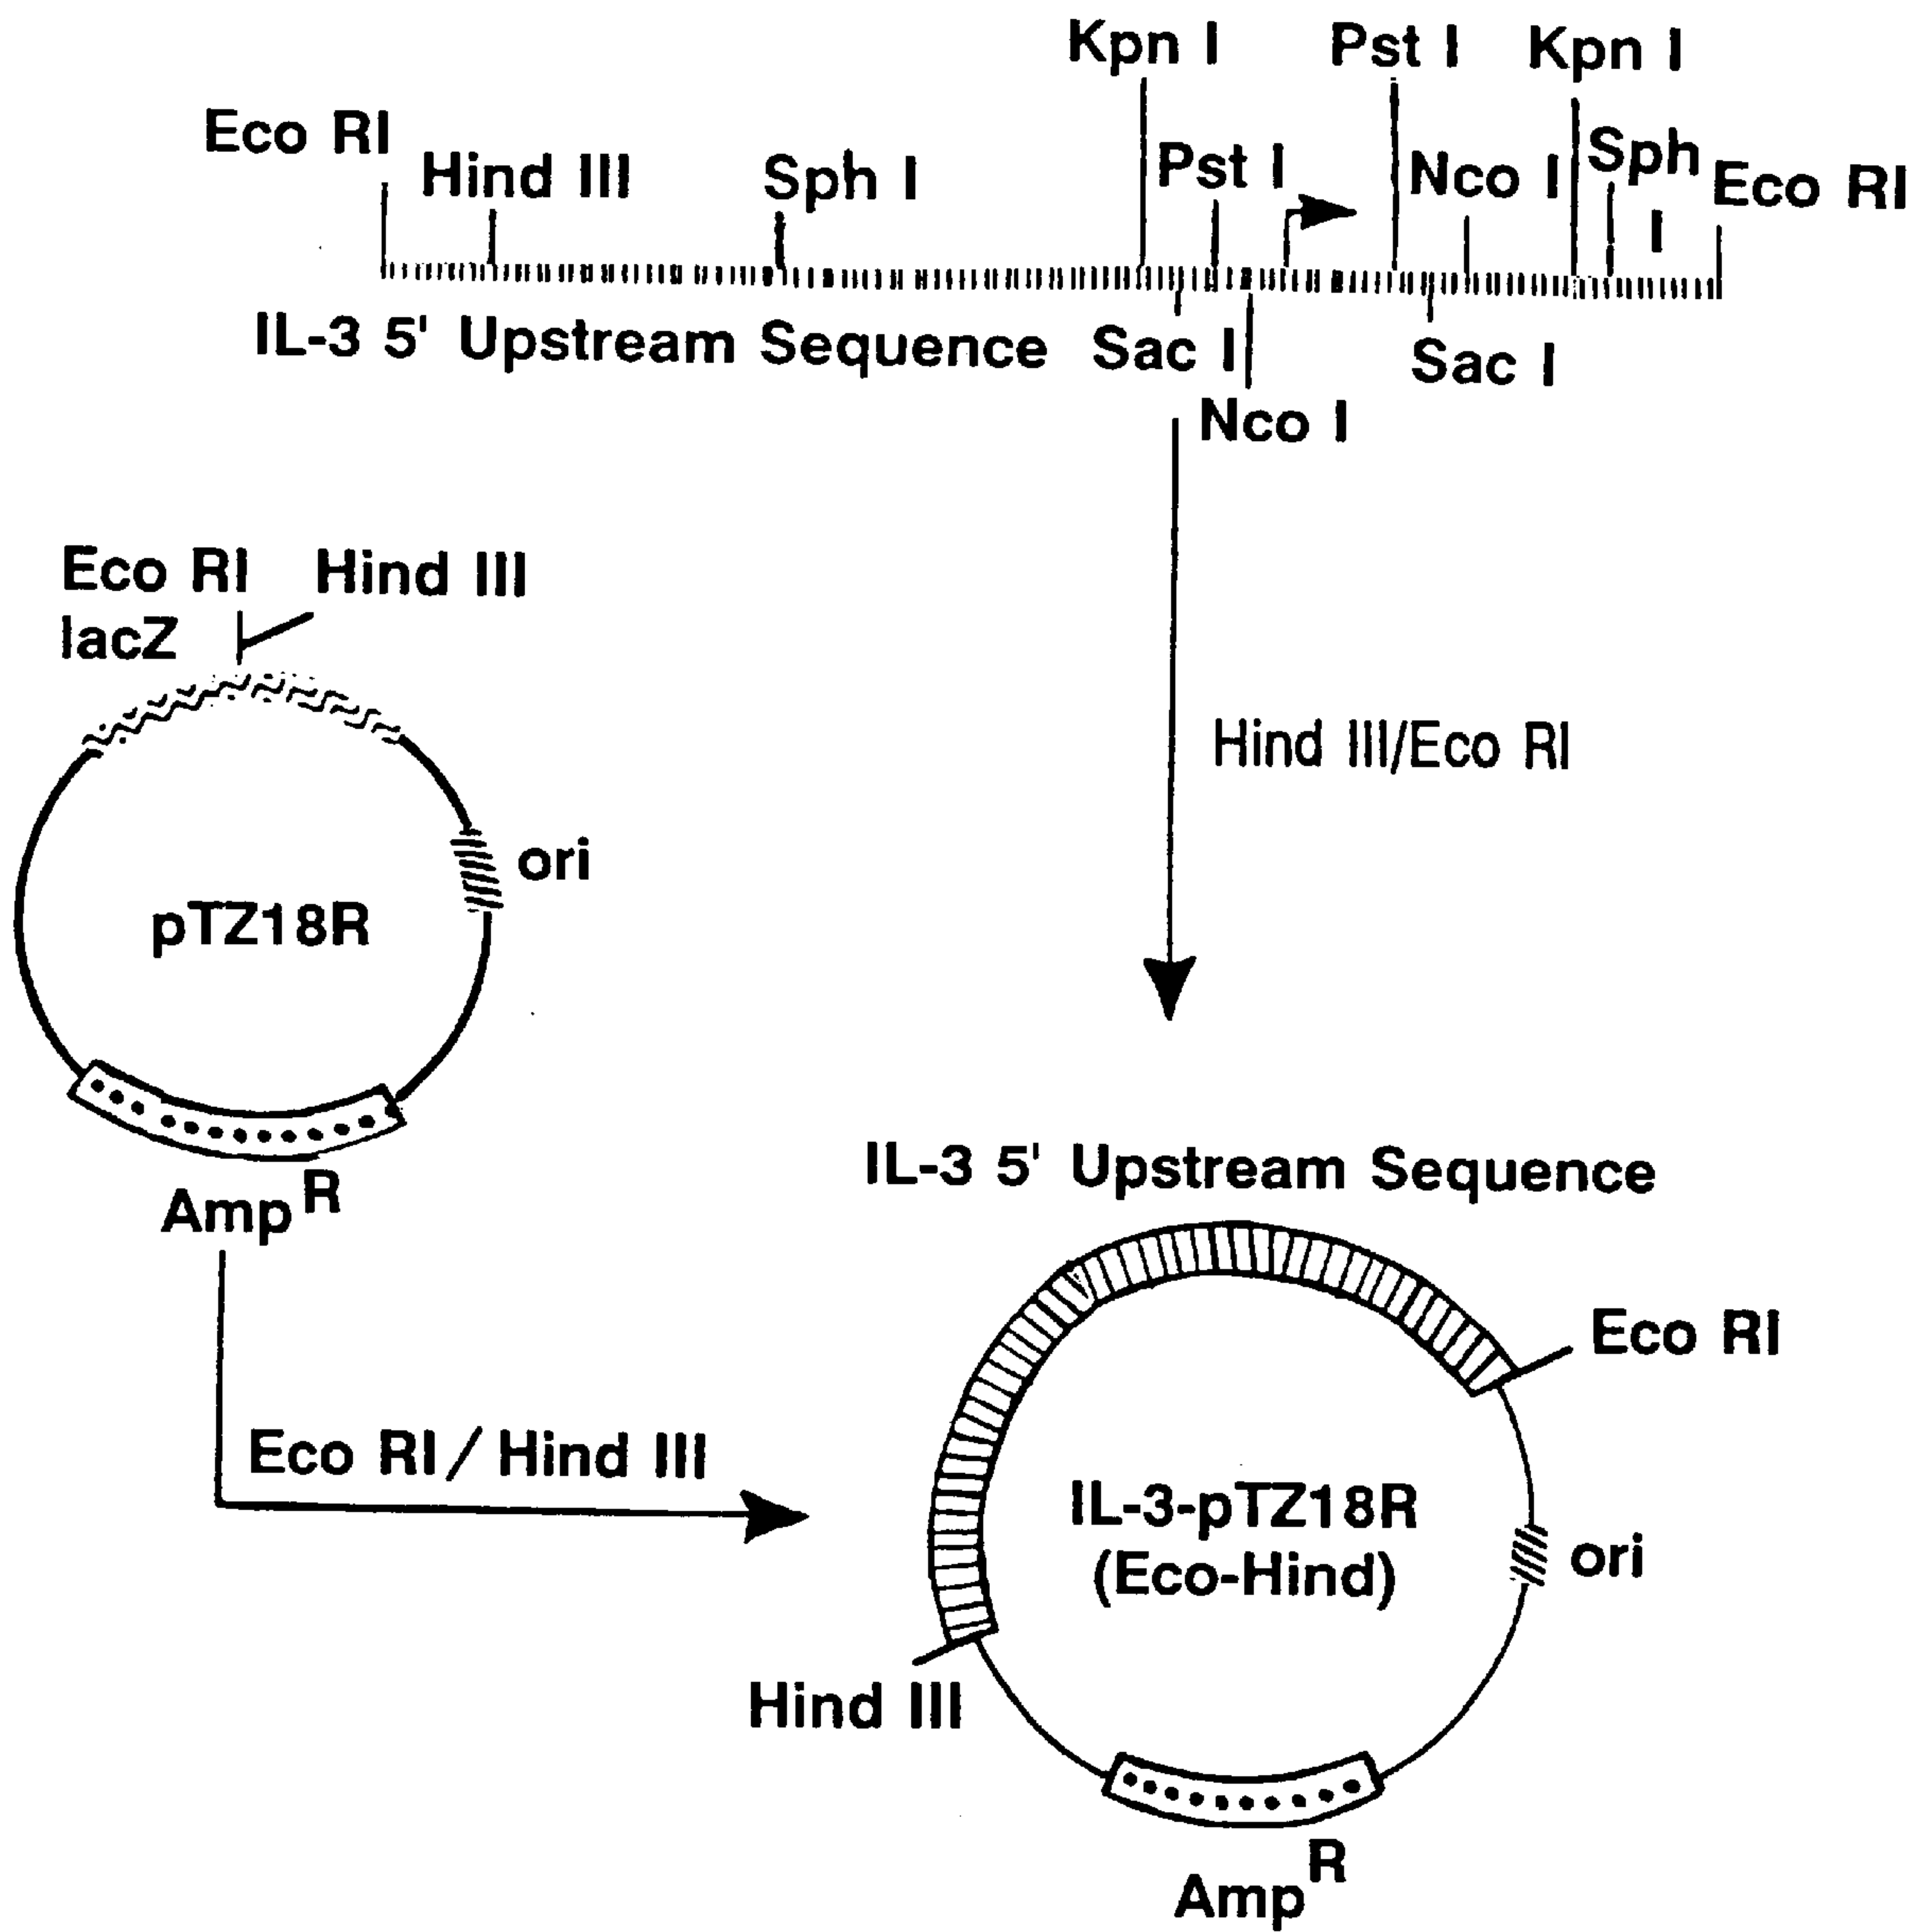 Kpn I Pst I Kpn I
Eco RI Hind III Sph I Pst I Nco I Sph I Eco RI
IL-3 5' Upstream Sequence Sac I Sac I
Nco I
Eco RI Hind III
lacZ
Hind III/Eco RI
ori
pTZ18R
Amp R
IL-3 5' Upstream Sequence
Eco RI
Eco RI/Hind III
IL-3-pTZ18R
(Eco-Hind)
ori
Hind III
Amp R